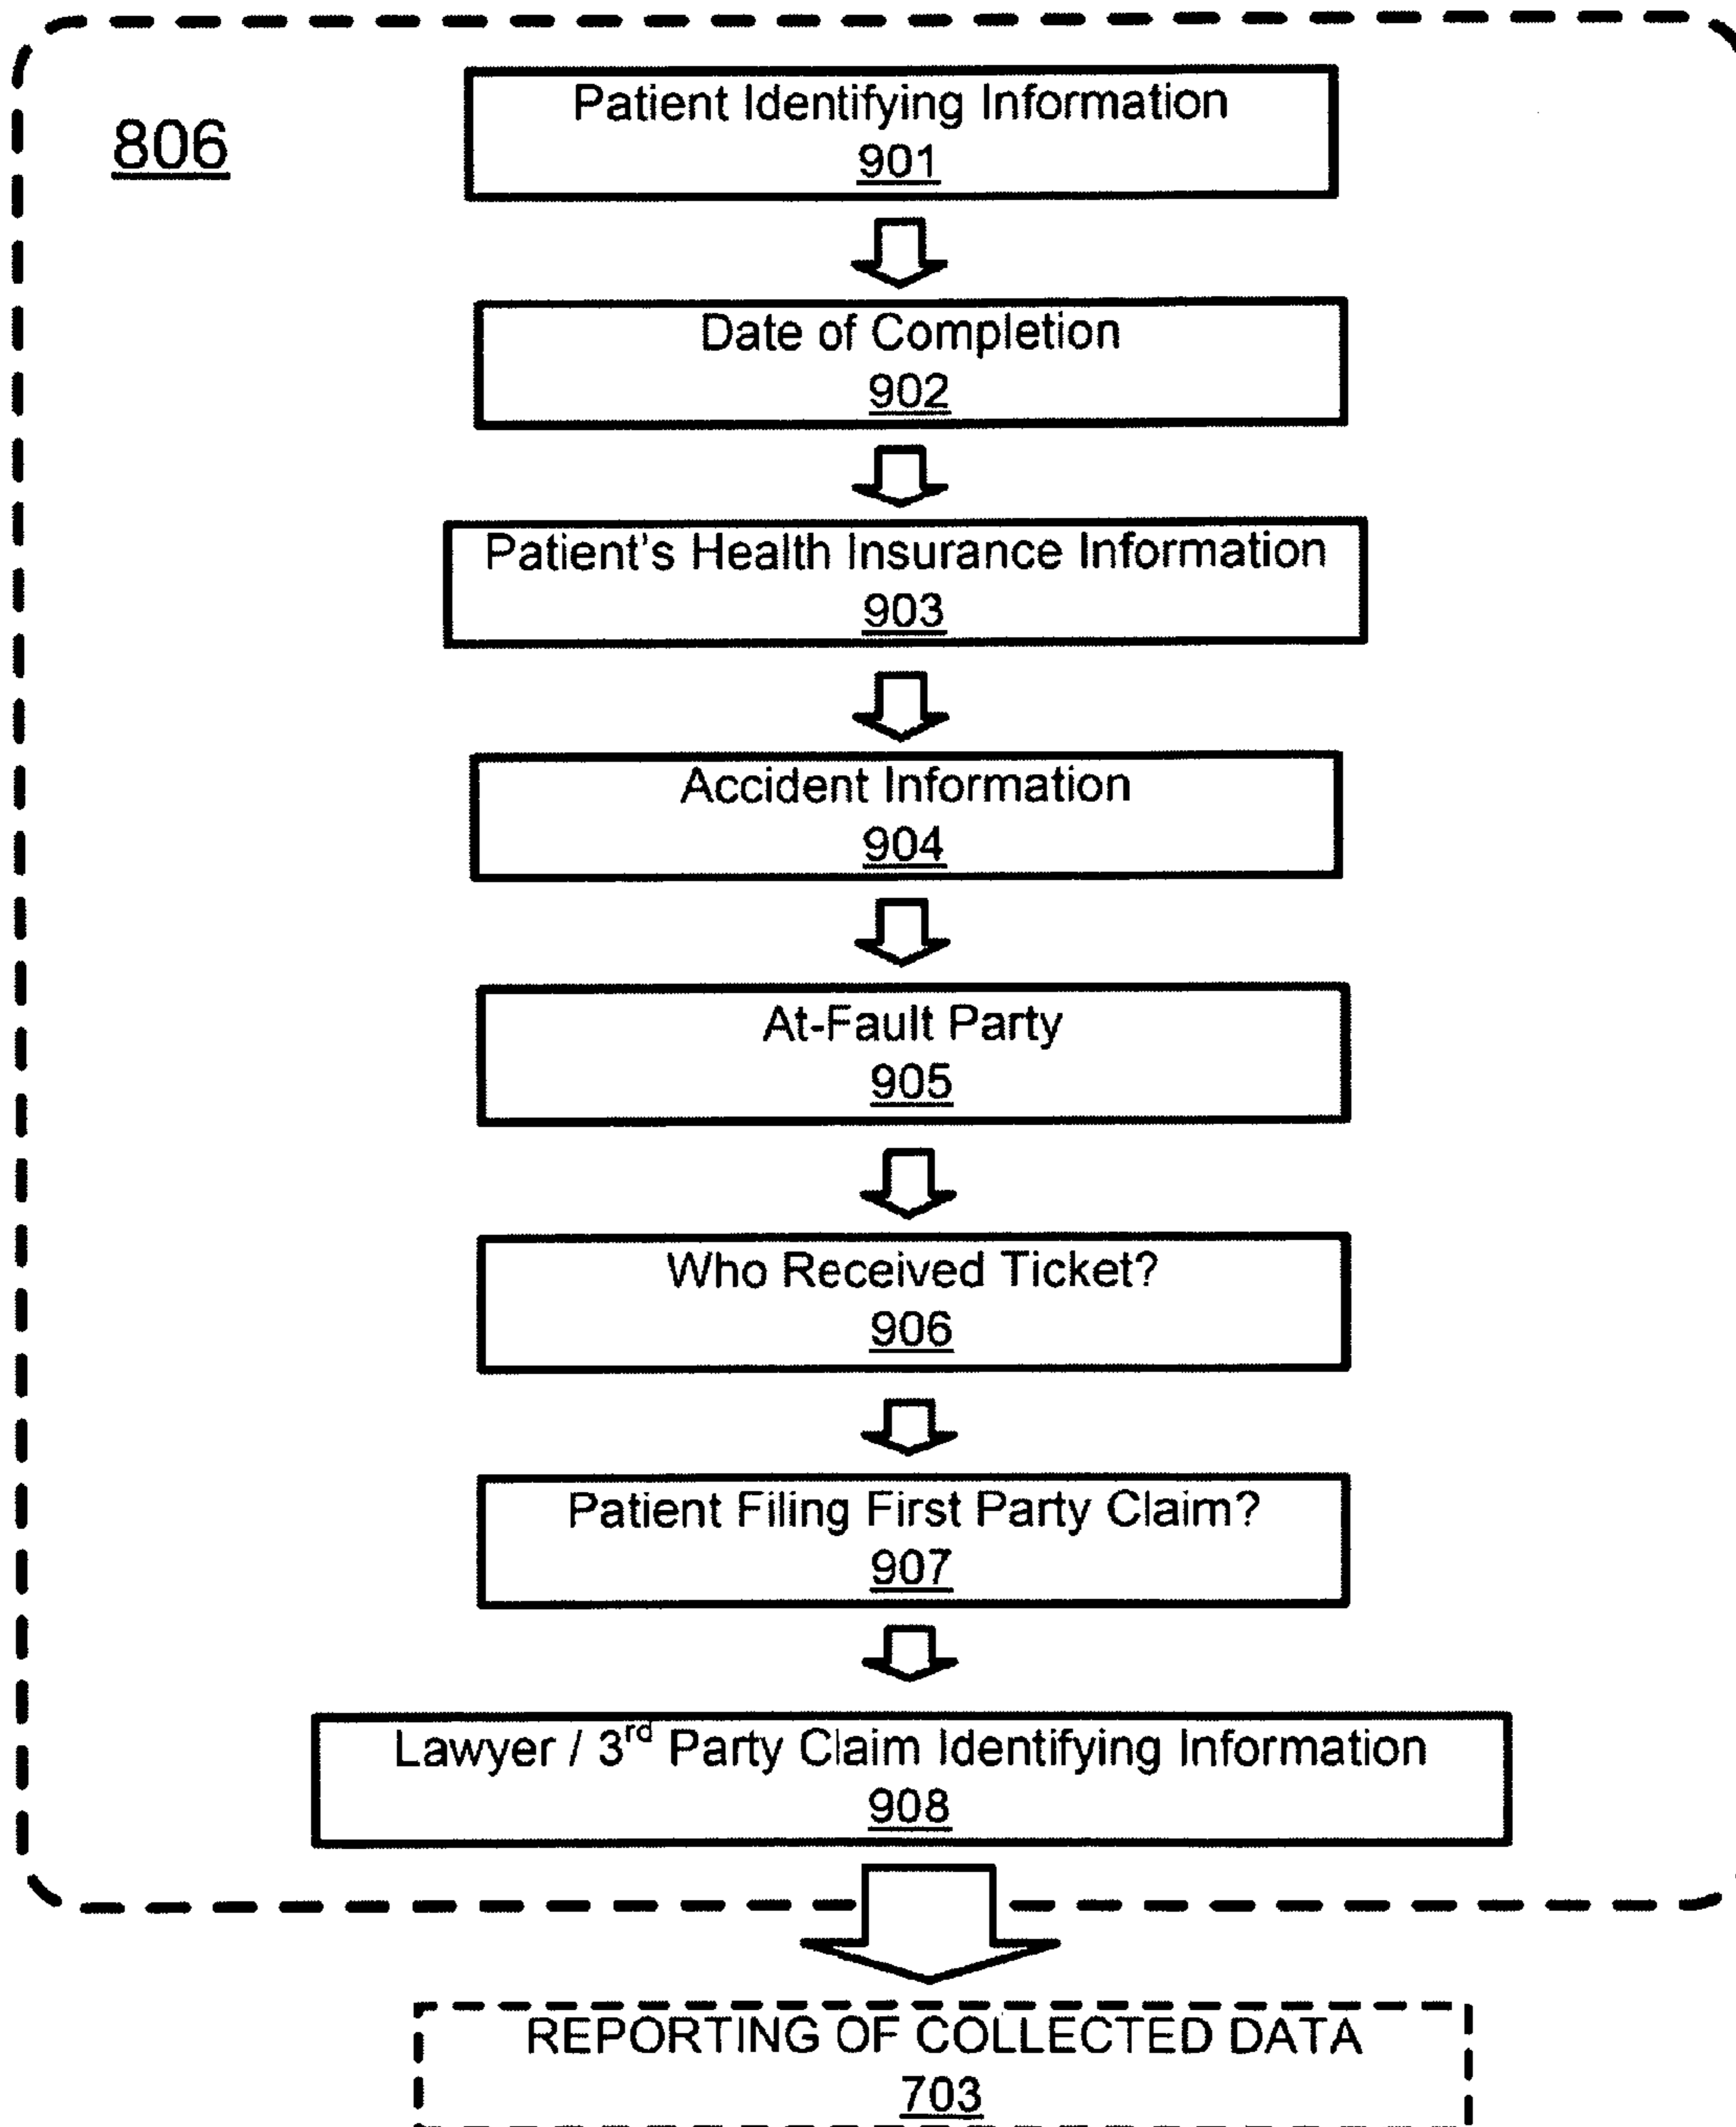 806
Patient Identifying Information
901
Date of Completion
902
Patient's Health Insurance Information
903
Accident Information
904
At-Fault Party
905
Who Received Ticket?
906
Patient Filing First Party Claim?
907
Lawyer / 3rd Party Claim Identifying Information
908
REPORTING OF COLLECTED DATA
703